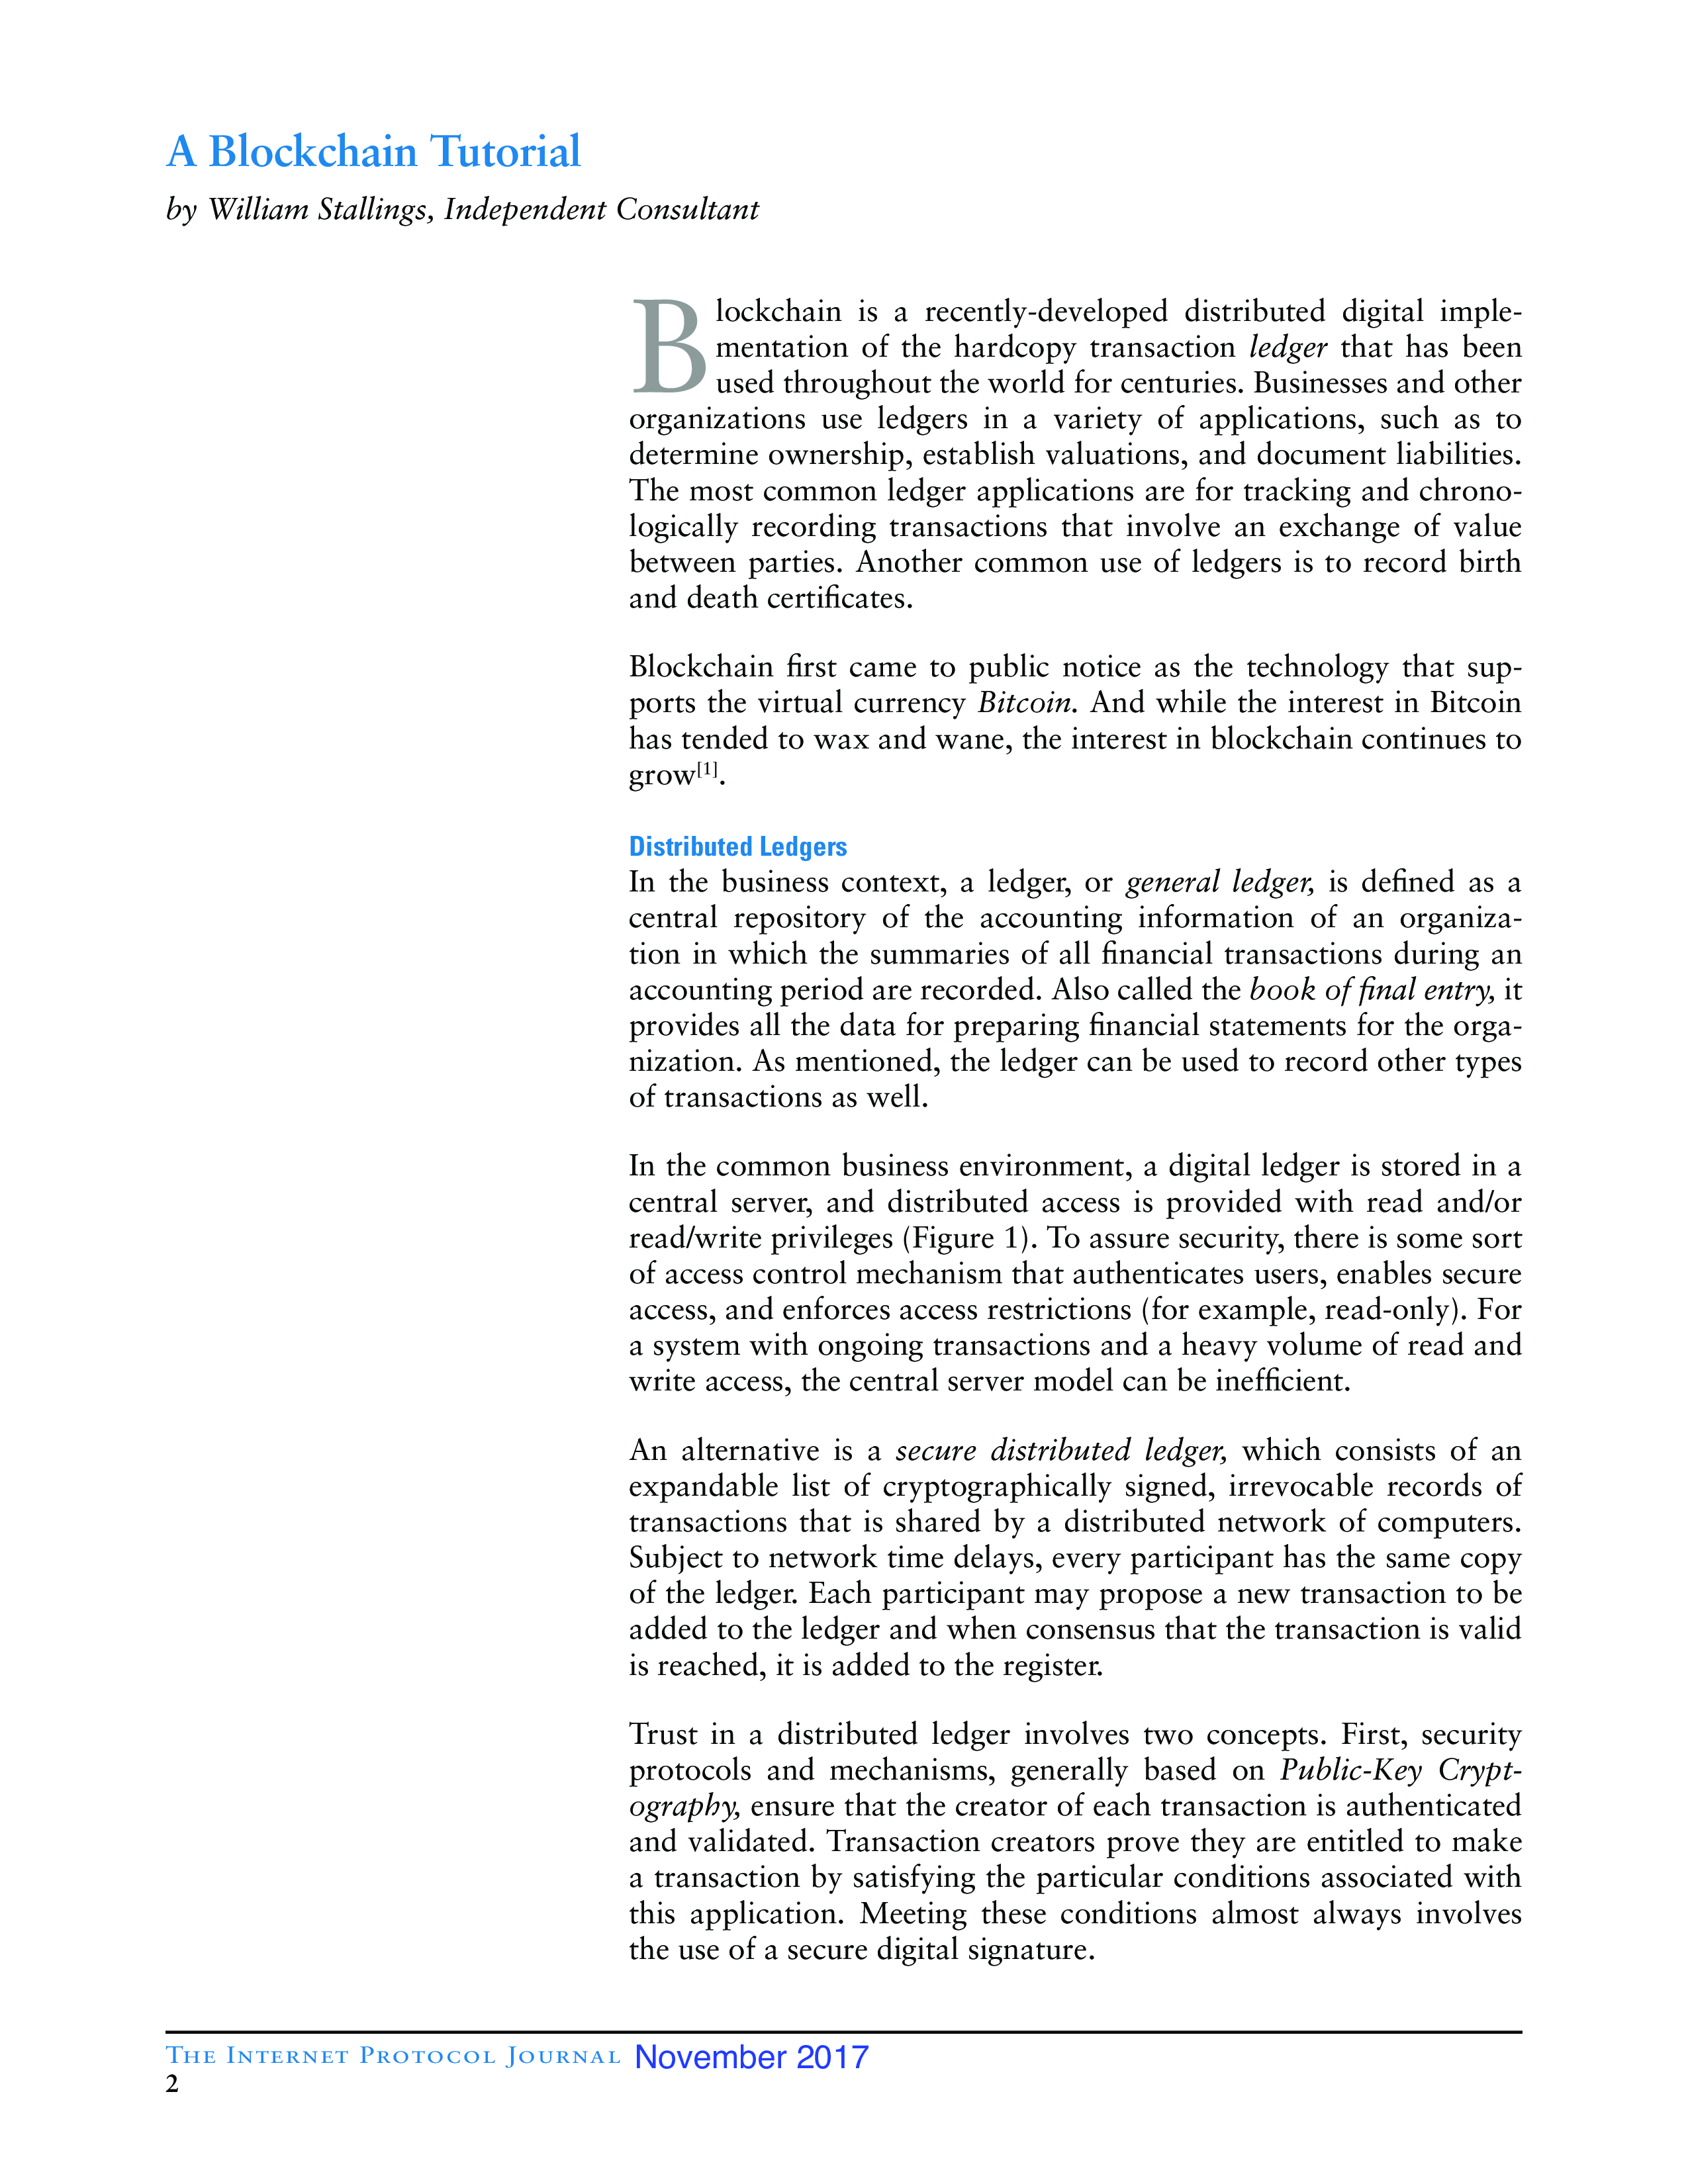 A Blockchain Tutorial
by William Stallings, Independent Consultant
Blockchain is a recently-developed distributed digital imple-
mentation of the hardcopy transaction ledger that has been
used throughout the world for centuries. Businesses and other
organizations use ledgers in a variety of applications, such as to
determine ownership, establish valuations, and document liabilities.
The most common ledger applications are for tracking and chrono-
logically recording transactions that involve an exchange of value
between parties. Another common use of ledgers is to record birth
and death certificates.
Blockchain first came to public notice as the technology that sup-
ports the virtual currency Bitcoin. And while the interest in Bitcoin
has tended to wax and wane, the interest in blockchain continues to
grow[1].
Distributed Ledgers
In the business context, a ledger, or general ledger, is defined as a
central repository of the accounting information of an organiza-
tion in which the summaries of all financial transactions during an
accounting period are recorded. Also called the book of final entry, it
provides all the data for preparing financial statements for the orga-
nization. As mentioned, the ledger can be used to record other types
of transactions as well.
In the common business environment, a digital ledger is stored in a
central server, and distributed access is provided with read and/or
read/write privileges (Figure 1). To assure security, there is some sort
of access control mechanism that authenticates users, enables secure
access, and enforces access restrictions (for example, read-only). For
a system with ongoing transactions and a heavy volume of read and
write access, the central server model can be inefficient.
An alternative is a secure distributed ledger, which consists of an
expandable list of cryptographically signed, irrevocable records of
transactions that is shared by a distributed network of computers.
Subject to network time delays, every participant has the same copy
of the ledger. Each participant may propose a new transaction to be
added to the ledger and when consensus that the transaction is valid
is reached, it is added to the register.
Trust in a distributed ledger involves two concepts. First, security
protocols and mechanisms, generally based on Public-Key Crypt-
ography, ensure that the creator of each transaction is authenticated
and validated. Transaction creators prove they are entitled to make
a transaction by satisfying the particular conditions associated with
this application. Meeting these conditions almost always involves
the use of a secure digital signature.
The Internet Protocol Journal November 2017
2